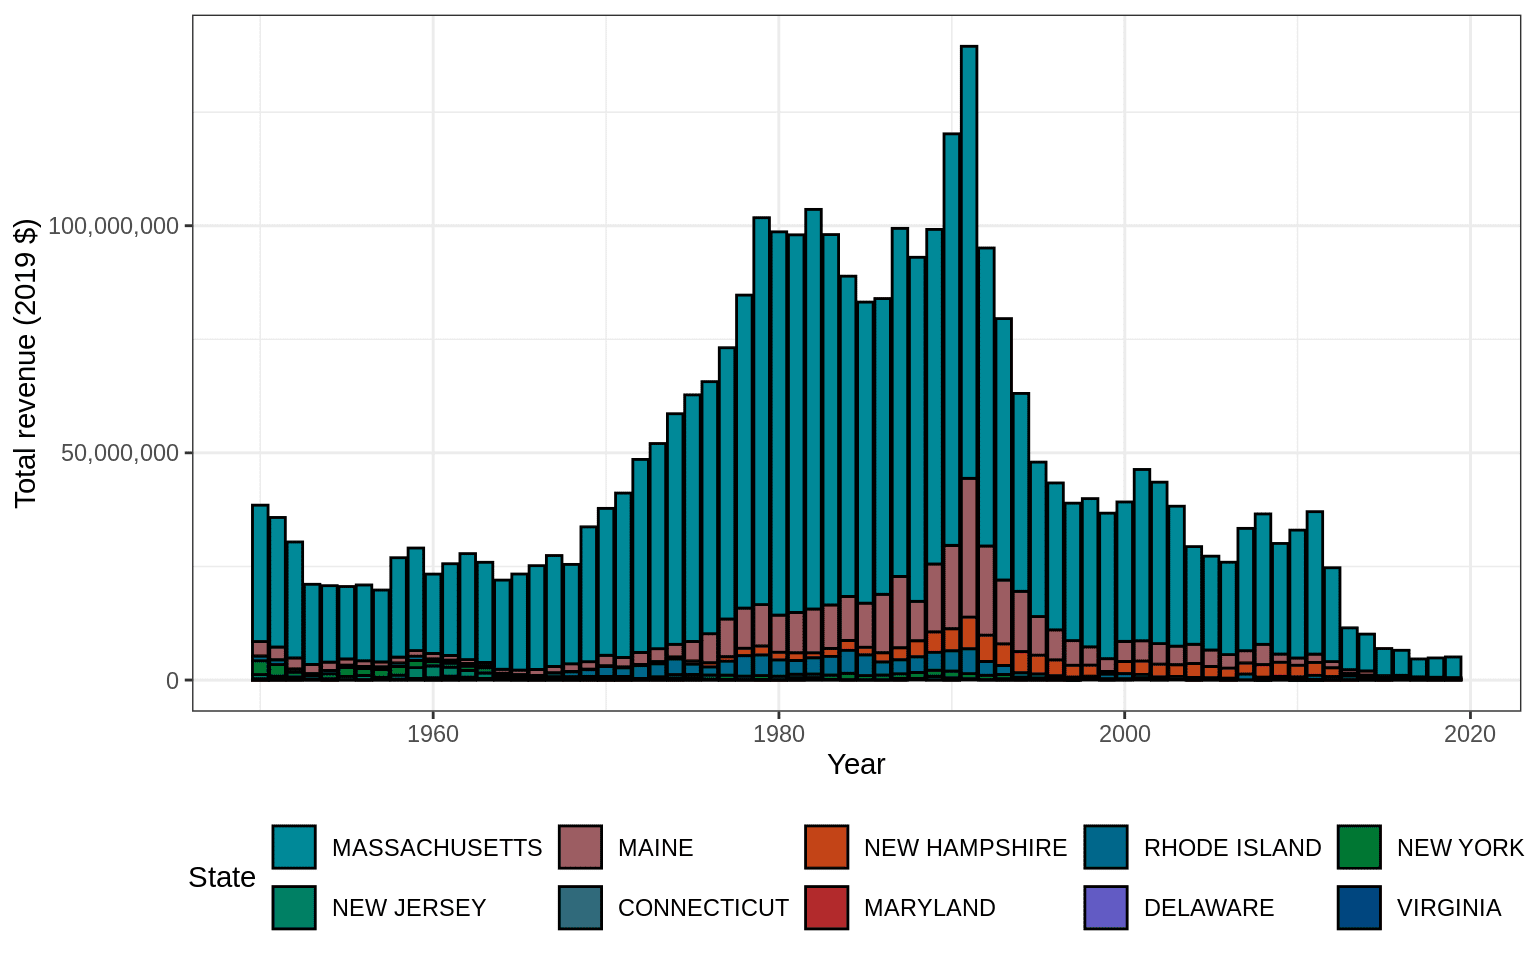 Total revenue (2019 $)
100,000,000
50,000,000
0
1960 1980 2000 2020
Year
State
MASSACHUSETTS MAINE NEW HAMPSHIRE RHODE ISLAND NEW YORK
NEW JERSEY CONNECTICUT MARYLAND DELAWARE VIRGINIA